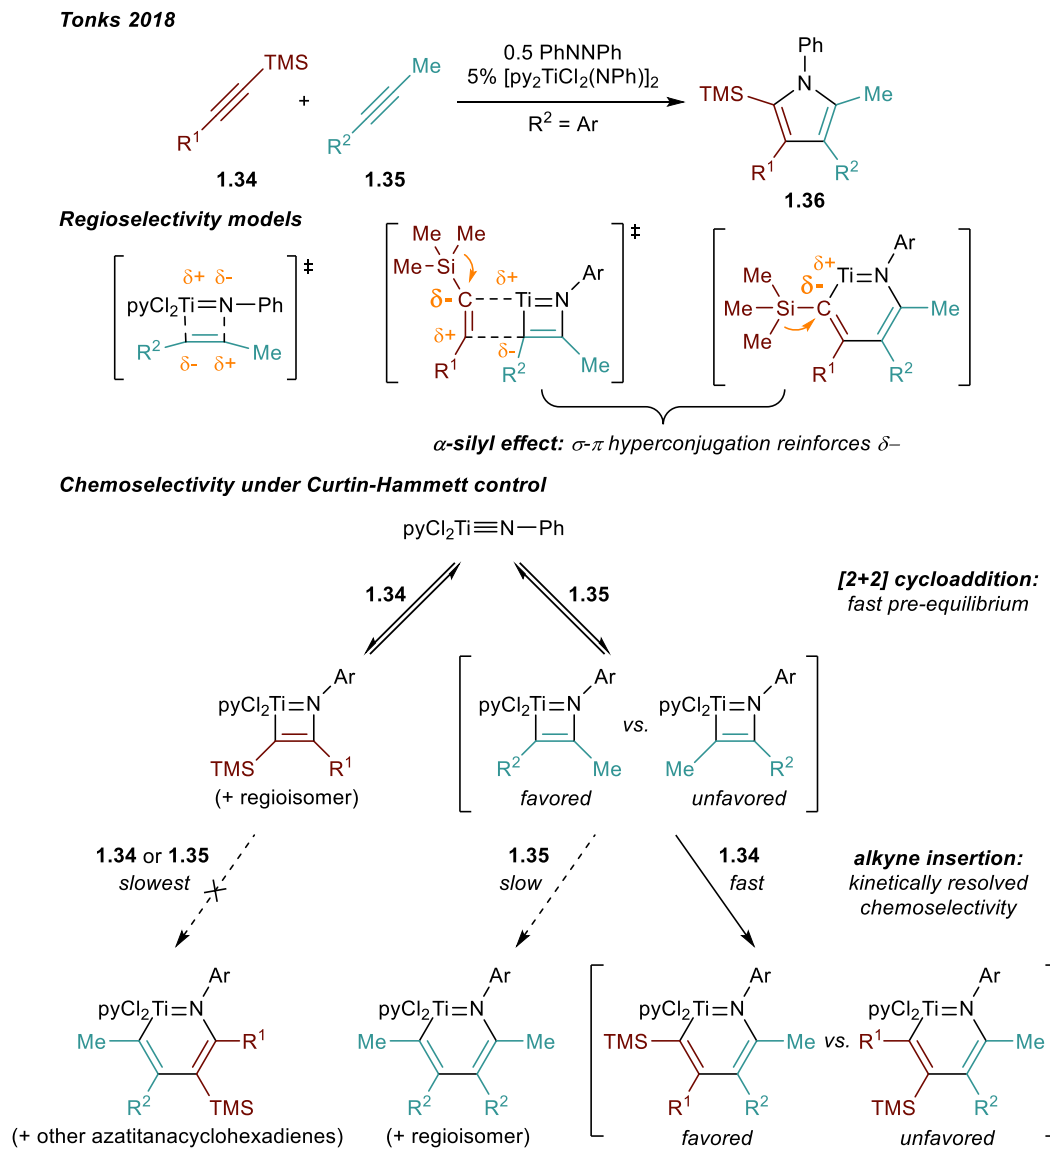 Tonks 2018
TMS
R1
+
Me
R2
0.5 PhNNPh
5% [py2TiCl2(NPh)]2
R2 = Ar
Ph
N
TMS
Me
R1
R2
1.34
1.35
1.36
Regioselectivity models
δ+ δ-
pyCl2Ti=N–Ph
R2
Me
δ- δ+
‡
Me Me
Me–Si
δ+
Ar
δ- C
Ti=N
δ+
δ-
R1
R2
Me
‡
Ar
δ+
Ti=N
δ-
Me
Me–Si–C
Me
Me
R1
R2
α-silyl effect: σ-π hyperconjugation reinforces δ–
Chemoselectivity under Curtin-Hammett control
pyCl2Ti≡N–Ph
1.34
1.35
[2+2] cycloaddition:
fast pre-equilibrium
Ar
pyCl2Ti=N
TMS
R1
(+ regioisomer)
Ar
pyCl2Ti=N
R2
Me
favored
vs.
Ar
pyCl2Ti=N
Me
R2
unfavored
1.34 or 1.35
slowest
1.35
slow
1.34
fast
alkyne insertion:
kinetically resolved
chemoselectivity
Ar
pyCl2Ti=N
Me
R1
R2
TMS
(+ other azatitanacyclohexadienes)
Ar
pyCl2Ti=N
Me
Me
R2
R2
(+ regioisomer)
Ar
pyCl2Ti=N
TMS
Me
R1
R2
favored
vs.
Ar
pyCl2Ti=N
R1
Me
TMS
R2
unfavored